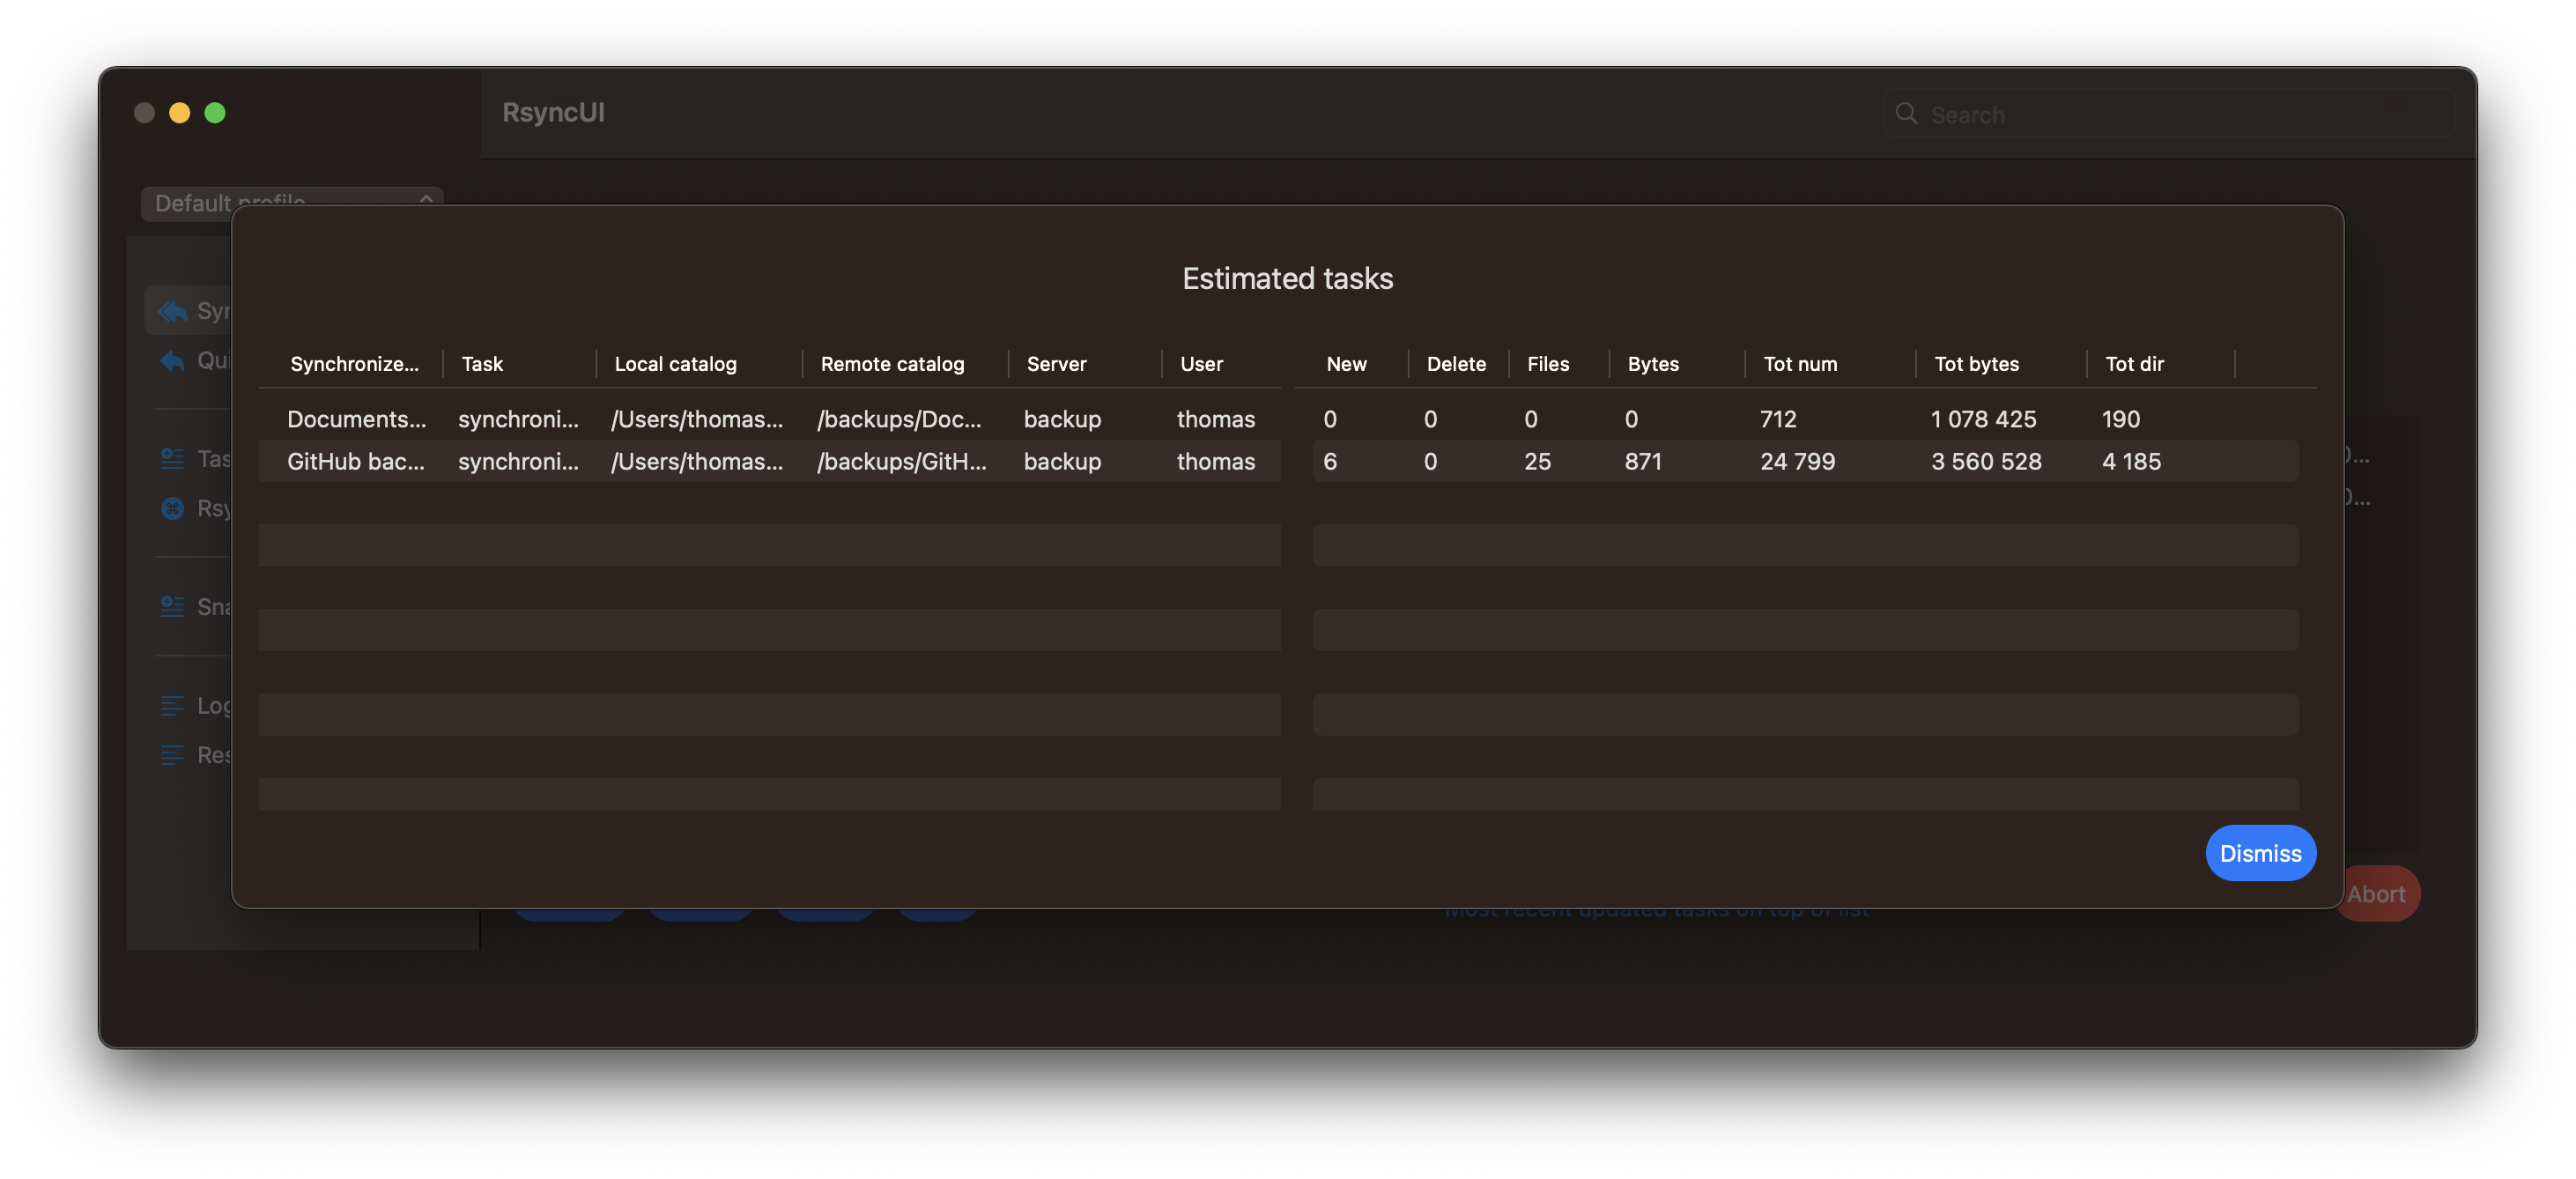 RsyncUI
Search
Default profile
Estimated tasks
Synchronize... Task Local catalog Remote catalog Server User New Delete Files Bytes Tot num Tot bytes Tot dir
Documents... synchroni... /Users/thomas... /backups/Doc... backup thomas 0 0 0 0 712 1 078 425 190
GitHub bac... synchroni... /Users/thomas... /backups/GitH... backup thomas 6 0 25 871 24 799 3 560 528 4 185
Syn
Qui
Tas
Rsy
Sna
Log
Res
Dismiss
Abort
Most recent updated tasks on top of list